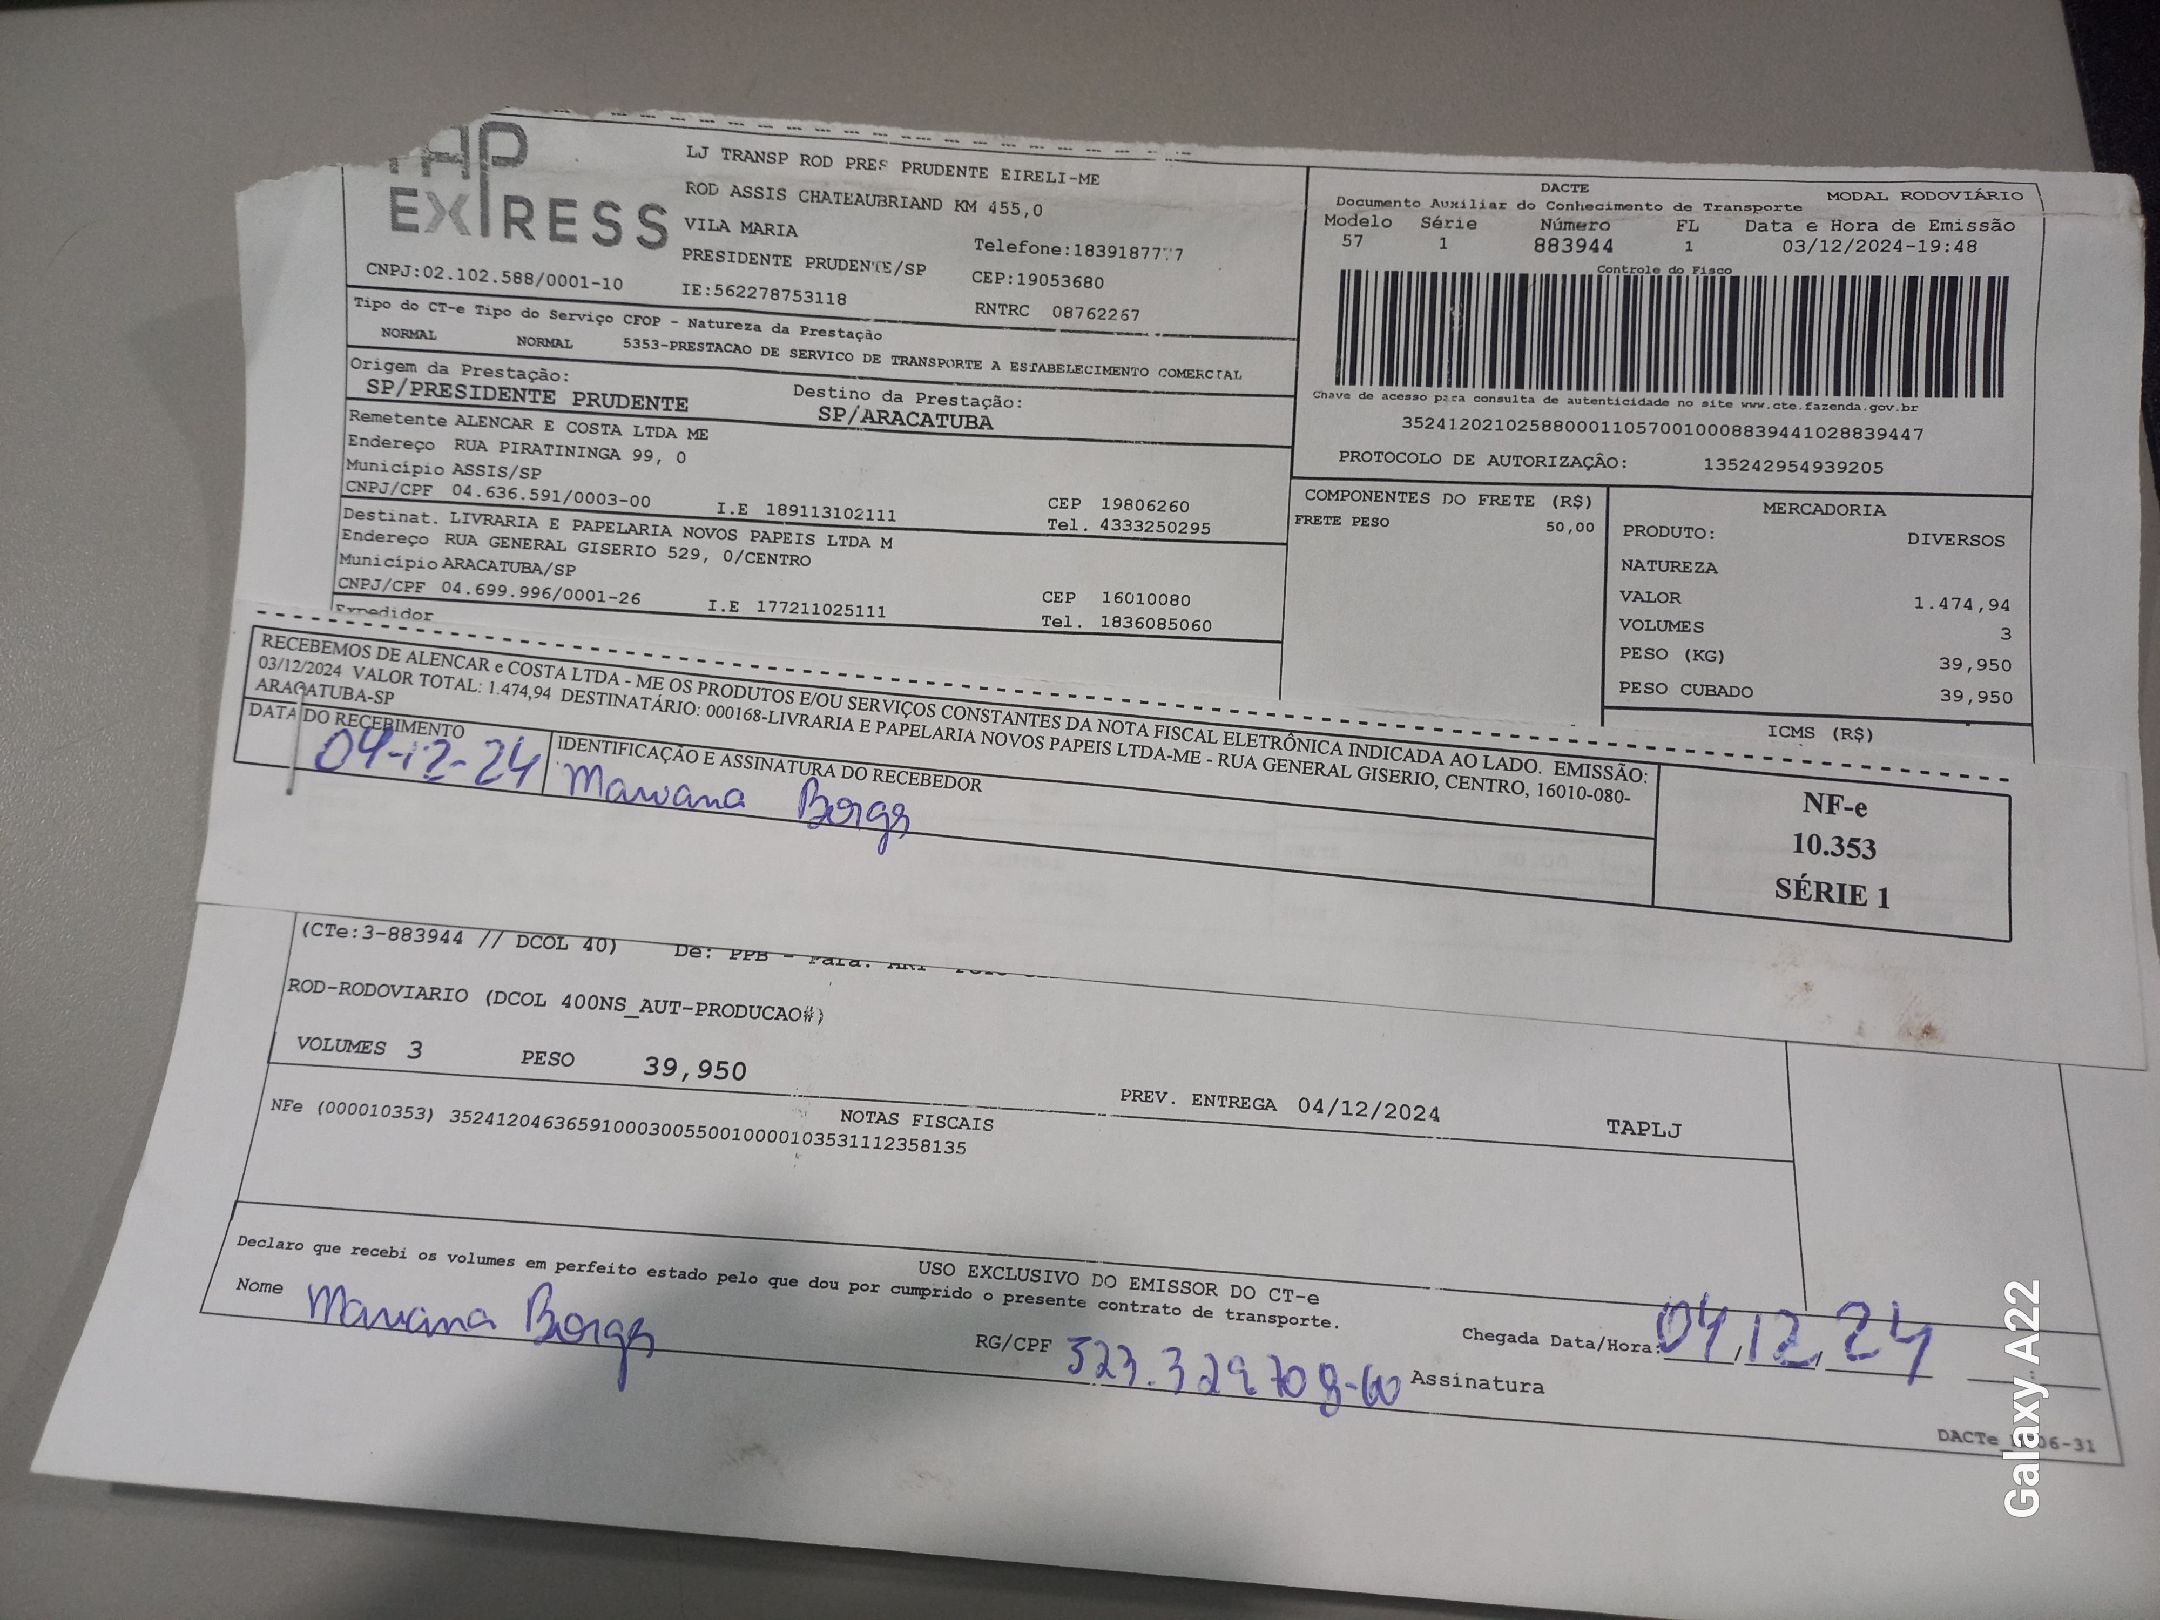 TAP
EXPRESS
CNPJ:02.102.588/0001-10
LJ TRANSP ROD PRES PRUDENTE EIRELI-ME
ROD ASSIS CHATEAUBRIAND KM 455,0
VILA MARIA
PRESIDENTE PRUDENTE/SP
IE:562278753118
Telefone:1839187777
CEP:19053680
RNTRC 08762267
DACTE MODAL RODOVIÁRIO
Documento Auxiliar do Conhecimento de Transporte
Modelo Série Número FL Data e Hora de Emissão
57 1 883944 1 03/12/2024-19:48
Controle do Fisco
Chave de acesso para consulta de autenticidade no site www.cte.fazenda.gov.br
35241202102588000110570010008839441028839447
PROTOCOLO DE AUTORIZAÇÃO: 135242954939205
Tipo do CT-e Tipo do Serviço CFOP - Natureza da Prestação
NORMAL NORMAL 5353-PRESTACAO DE SERVICO DE TRANSPORTE A ESTABELECIMENTO COMERCIAL
Origem da Prestação: Destino da Prestação:
SP/PRESIDENTE PRUDENTE SP/ARACATUBA
Remetente ALENCAR E COSTA LTDA ME
Endereço RUA PIRATININGA 99, 0
Município ASSIS/SP CEP 19806260
CNPJ/CPF 04.636.591/0003-00 I.E 189113102111 Tel. 4333250295
Destinat. LIVRARIA E PAPELARIA NOVOS PAPEIS LTDA M
Endereço RUA GENERAL GISERIO 529, 0/CENTRO
Município ARACATUBA/SP CEP 16010080
CNPJ/CPF 04.699.996/0001-26 I.E 177211025111 Tel. 1836085060
Expedidor
COMPONENTES DO FRETE (R$)
FRETE PESO 50,00
MERCADORIA
PRODUTO: DIVERSOS
NATUREZA
VALOR 1.474,94
VOLUMES 3
PESO (KG) 39,950
PESO CUBADO 39,950
ICMS (R$)
RECEBEMOS DE ALENCAR e COSTA LTDA - ME OS PRODUTOS E/OU SERVIÇOS CONSTANTES DA NOTA FISCAL ELETRÔNICA INDICADA AO LADO. EMISSÃO:
03/12/2024 VALOR TOTAL: 1.474,94 DESTINATÁRIO: 000168-LIVRARIA E PAPELARIA NOVOS PAPEIS LTDA-ME - RUA GENERAL GISERIO, CENTRO, 16010-080-
ARAÇATUBA-SP
DATA DO RECEBIMENTO IDENTIFICAÇÃO E ASSINATURA DO RECEBEDOR
04-12-24 Mariana Borges
NF-e
10.353
SÉRIE 1
(CTe:3-883944 // DCOL 40) De: PPB - Para:
ROD-RODOVIARIO (DCOL 400NS_AUT-PRODUCAO#)
VOLUMES 3 PESO 39,950 PREV. ENTREGA 04/12/2024 TAPLJ
NOTAS FISCAIS
NFe (000010353) 35241204636591000300550010000103531112358135
USO EXCLUSIVO DO EMISSOR DO CT-e
Declaro que recebi os volumes em perfeito estado pelo que dou por cumprido o presente contrato de transporte.
Nome Mariana Borges RG/CPF 323.329708-60 Assinatura
Chegada Data/Hora: 04/12/24
Galaxy A22